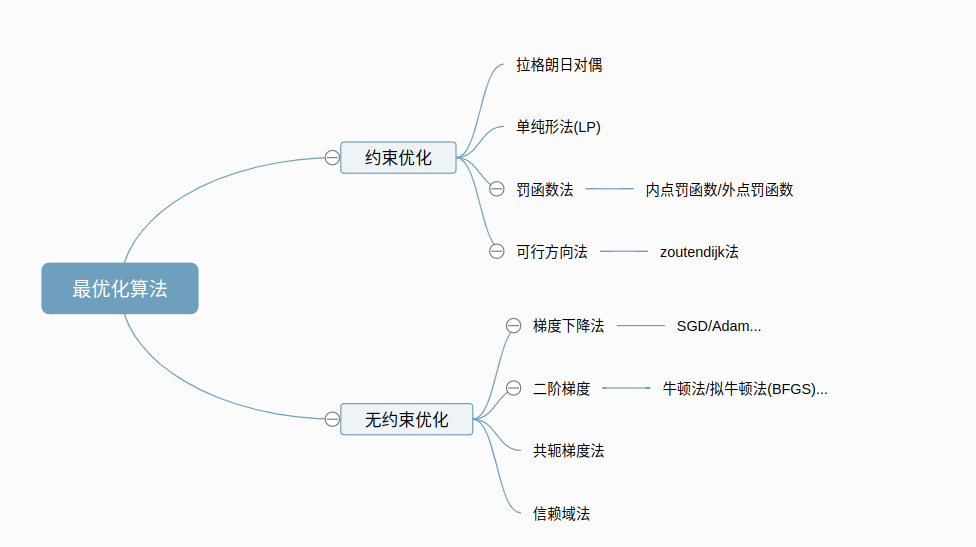 最优化算法
约束优化
拉格朗日对偶
单纯形法(LP)
罚函数法
内点罚函数/外点罚函数
可行方向法
zoutendijk法
无约束优化
梯度下降法
SGD/Adam...
二阶梯度
牛顿法/拟牛顿法(BFGS)...
共轭梯度法
信赖域法